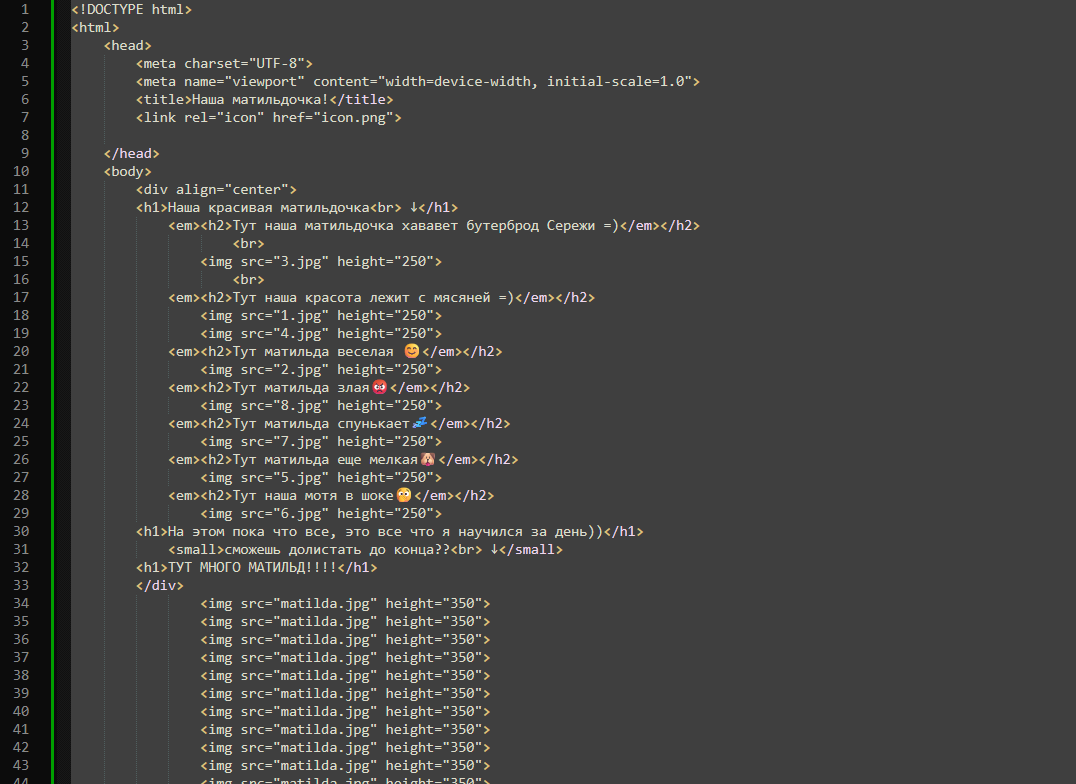 1 <!DOCTYPE html>
2 <html>
3     <head>
4         <meta charset="UTF-8">
5         <meta name="viewport" content="width=device-width, initial-scale=1.0">
6         <title>Наша матильдочка!</title>
7         <link rel="icon" href="icon.png">
8
9     </head>
10     <body>
11         <div align="center">
12         <h1>Наша красивая матильдочка<br> ↓</h1>
13             <em><h2>Тут наша матильдочка хававет бутерброд Сережи =)</em></h2>
14                     <br>
15                 <img src="3.jpg" height="250">
16                     <br>
17             <em><h2>Тут наша красота лежит с мясяней =)</em></h2>
18                 <img src="1.jpg" height="250">
19                 <img src="4.jpg" height="250">
20             <em><h2>Тут матильда веселая 😊</em></h2>
21                 <img src="2.jpg" height="250">
22             <em><h2>Тут матильда злая👹</em></h2>
23                 <img src="8.jpg" height="250">
24             <em><h2>Тут матильда спунькает💤</em></h2>
25                 <img src="7.jpg" height="250">
26             <em><h2>Тут матильда еще мелкая🐹</em></h2>
27                 <img src="5.jpg" height="250">
28             <em><h2>Тут наша мотя в шоке🫢</em></h2>
29                 <img src="6.jpg" height="250">
30         <h1>На этом пока что все, это все что я научился за день))</h1>
31             <small>сможешь долистать до конца??<br> ↓</small>
32         <h1>ТУТ МНОГО МАТИЛЬД!!!!</h1>
33         </div>
34                 <img src="matilda.jpg" height="350">
35                 <img src="matilda.jpg" height="350">
36                 <img src="matilda.jpg" height="350">
37                 <img src="matilda.jpg" height="350">
38                 <img src="matilda.jpg" height="350">
39                 <img src="matilda.jpg" height="350">
40                 <img src="matilda.jpg" height="350">
41                 <img src="matilda.jpg" height="350">
42                 <img src="matilda.jpg" height="350">
43                 <img src="matilda.jpg" height="350">
44                 <img src="matilda.jpg" height="350">